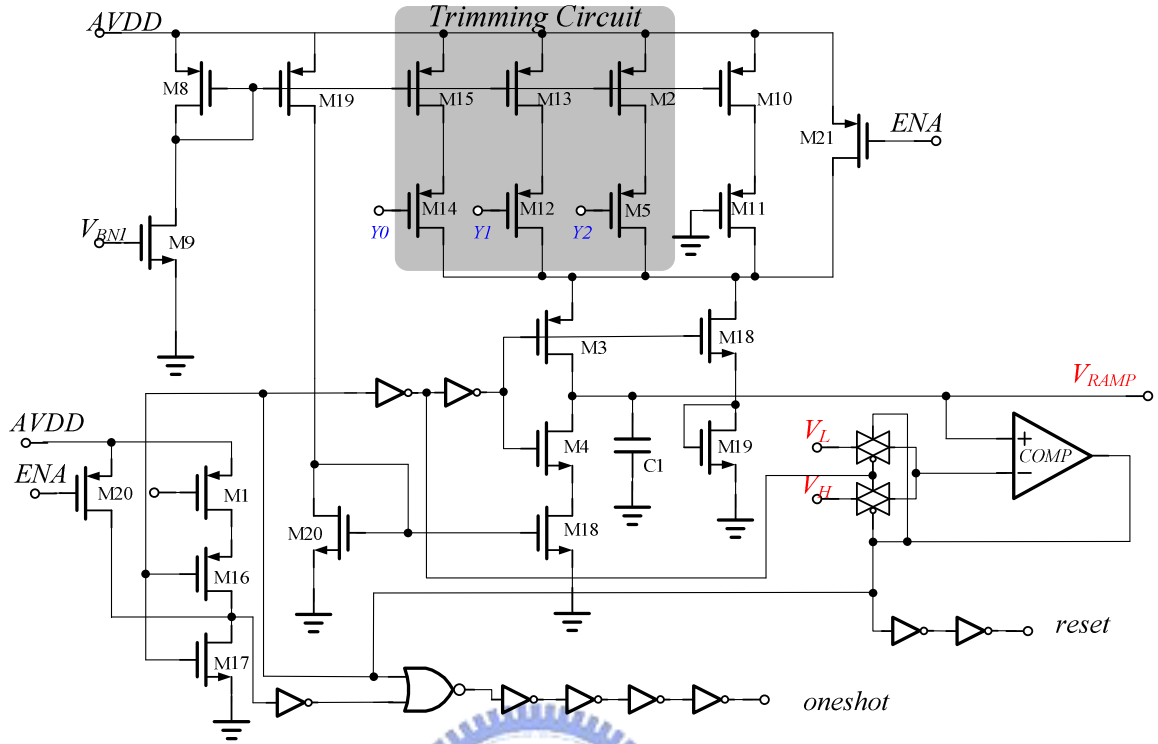 Trimming Circuit
AVDD
M8
M19
M15
M13
M2
M10
M21
ENA
M14
M12
M5
M11
Y0
Y1
Y2
VBN1
M9
M3
M18
VRAMP
AVDD
ENA
M20
M1
M4
C1
M19
VL
VH
+
COMP
−
M20
M18
M16
M17
reset
oneshot